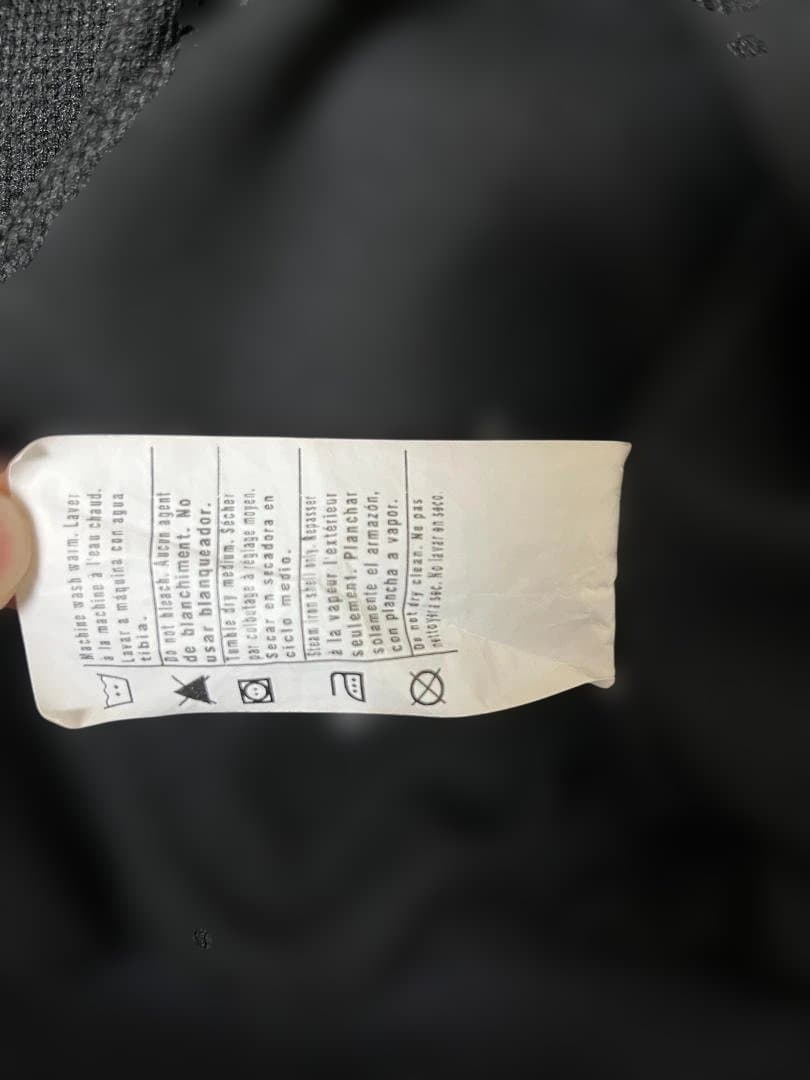 Machine wash warm. Laver
à la machine à l'eau chaud.
Lavar a máquina con agua
tibia.
Do not bleach. Aucun agent
de blanchiment. No
usar blanqueador.
Tumble dry medium. Sécher
par culbutage à réglage moyen.
Secar en secadora en
ciclo medio.
Steam iron shell only. Repasser
à la vapeur l'extérieur
seulement. Planchar
solamente el armazón,
con plancha a vapor.
Do not dry clean. Ne pas
nettoyer à sec. No lavar en seco.